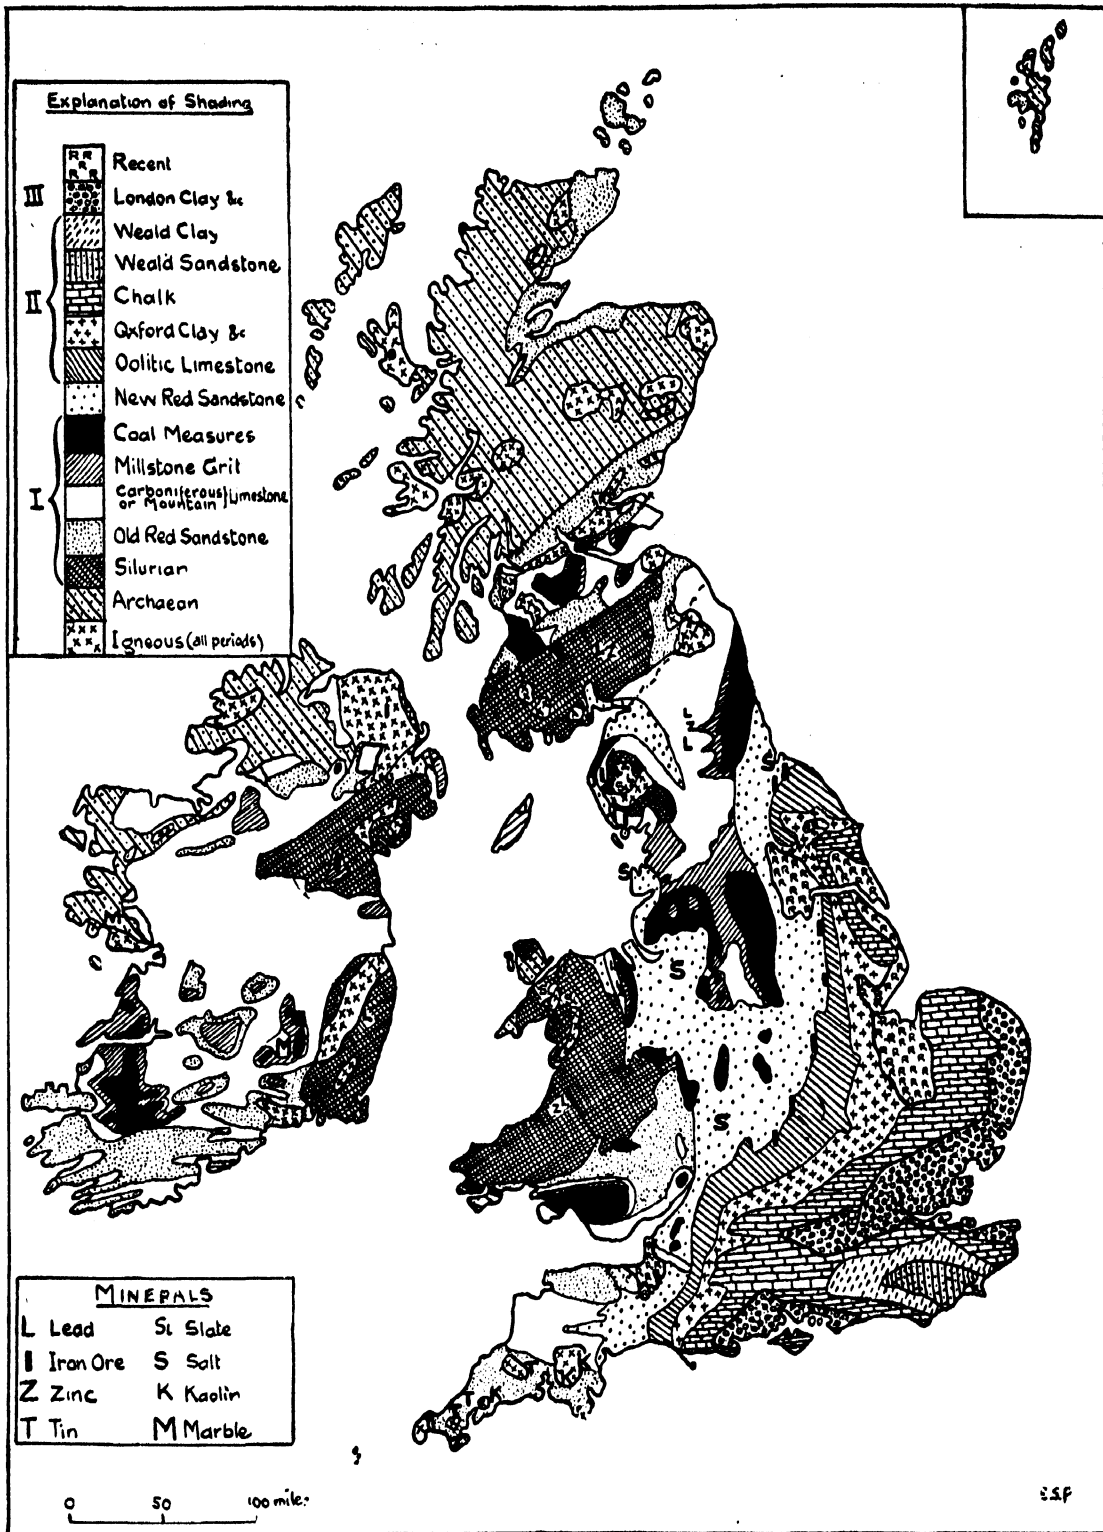 Explanation of Shading
Recent
III London Clay &c
Weald Clay
Weald Sandstone
II Chalk
Oxford Clay &c
Oolitic Limestone
New Red Sandstone
Coal Measures
Millstone Grit
I Carboniferous or Mountain } Limestone
Old Red Sandstone
Silurian
Archaean
Igneous (all periods)
L
Z
L
S
S
M
S
M
Z
S
K
T
K
T
MINERALS
L Lead
Sl Slate
I Iron Ore
S Salt
Z Zinc
K Kaolin
T Tin
M Marble
0 50 100 miles